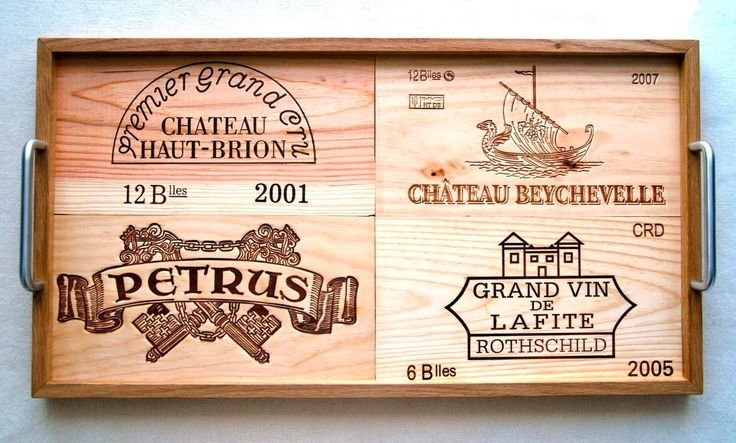 Premier Grand Cru
CHATEAU
HAUT-BRION
12 Blles 2001
12 Blles 2007
CHÂTEAU BEYCHEVELLE
PETRUS
CRD
GRAND VIN
DE
LAFITE
ROTHSCHILD
6 Blles 2005